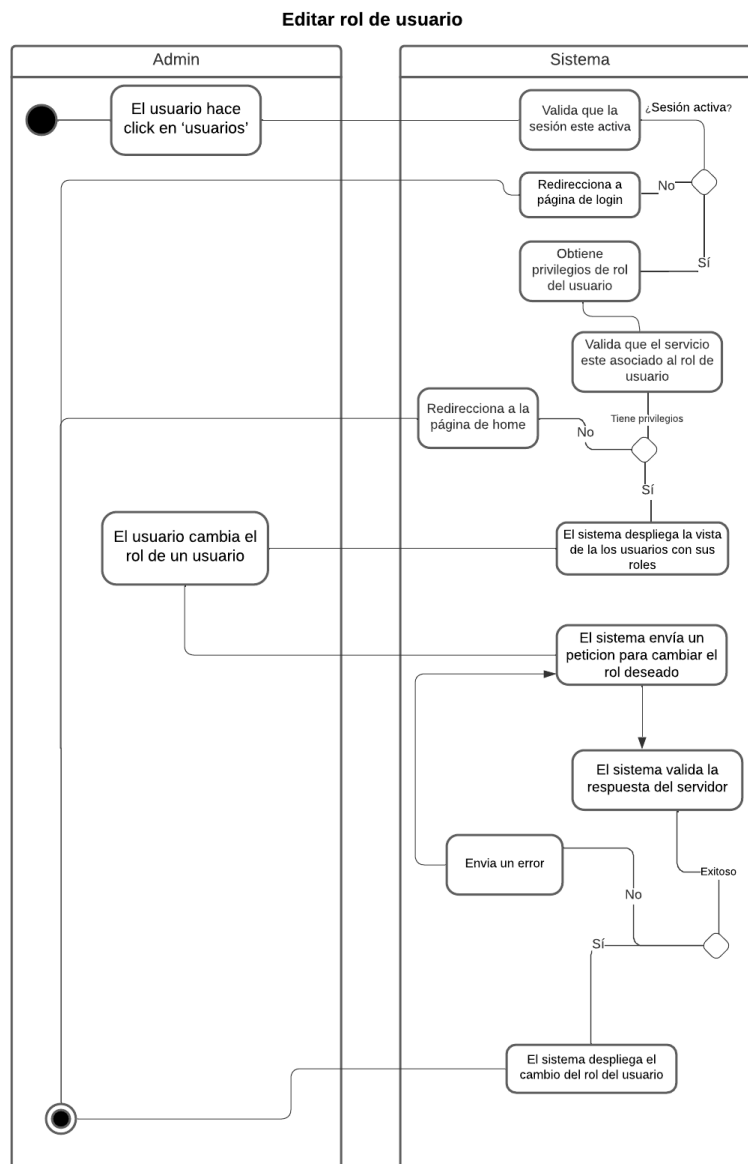 Editar rol de usuario
Admin
Sistema
El usuario hace
click en ‘usuarios’
Valida que la
sesión este activa
¿Sesión activa?
Redirecciona a
página de login
No
Obtiene
privilegios de rol
del usuario
Sí
Valida que el servicio
este asociado al rol de
usuario
Redirecciona a la
página de home
Tiene privilegios
No
Sí
El usuario cambia el
rol de un usuario
El sistema despliega la vista
de la los usuarios con sus
roles
El sistema envía un
peticion para cambiar el
rol deseado
El sistema valida la
respuesta del servidor
Envia un error
Exitoso
No
Sí
El sistema despliega el
cambio del rol del usuario